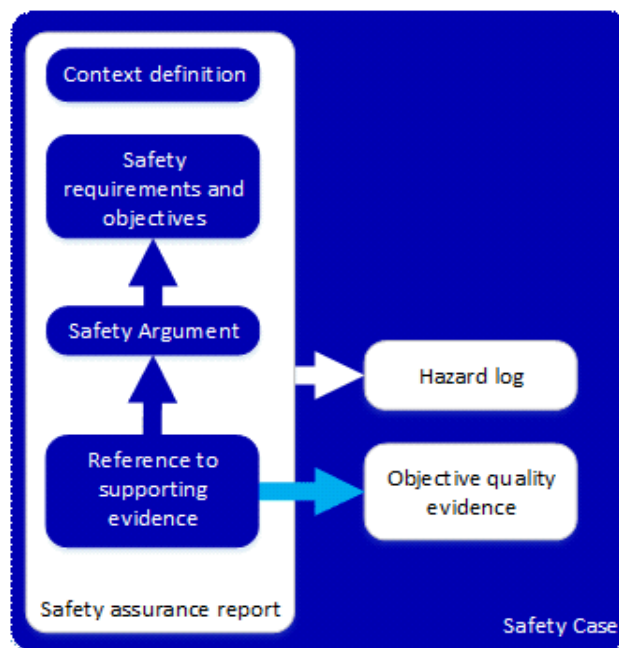 Context definition
Safety
requirements and
objectives
Safety Argument
Hazard log
Reference to
supporting
evidence
Objective quality
evidence
Safety assurance report
Safety Case